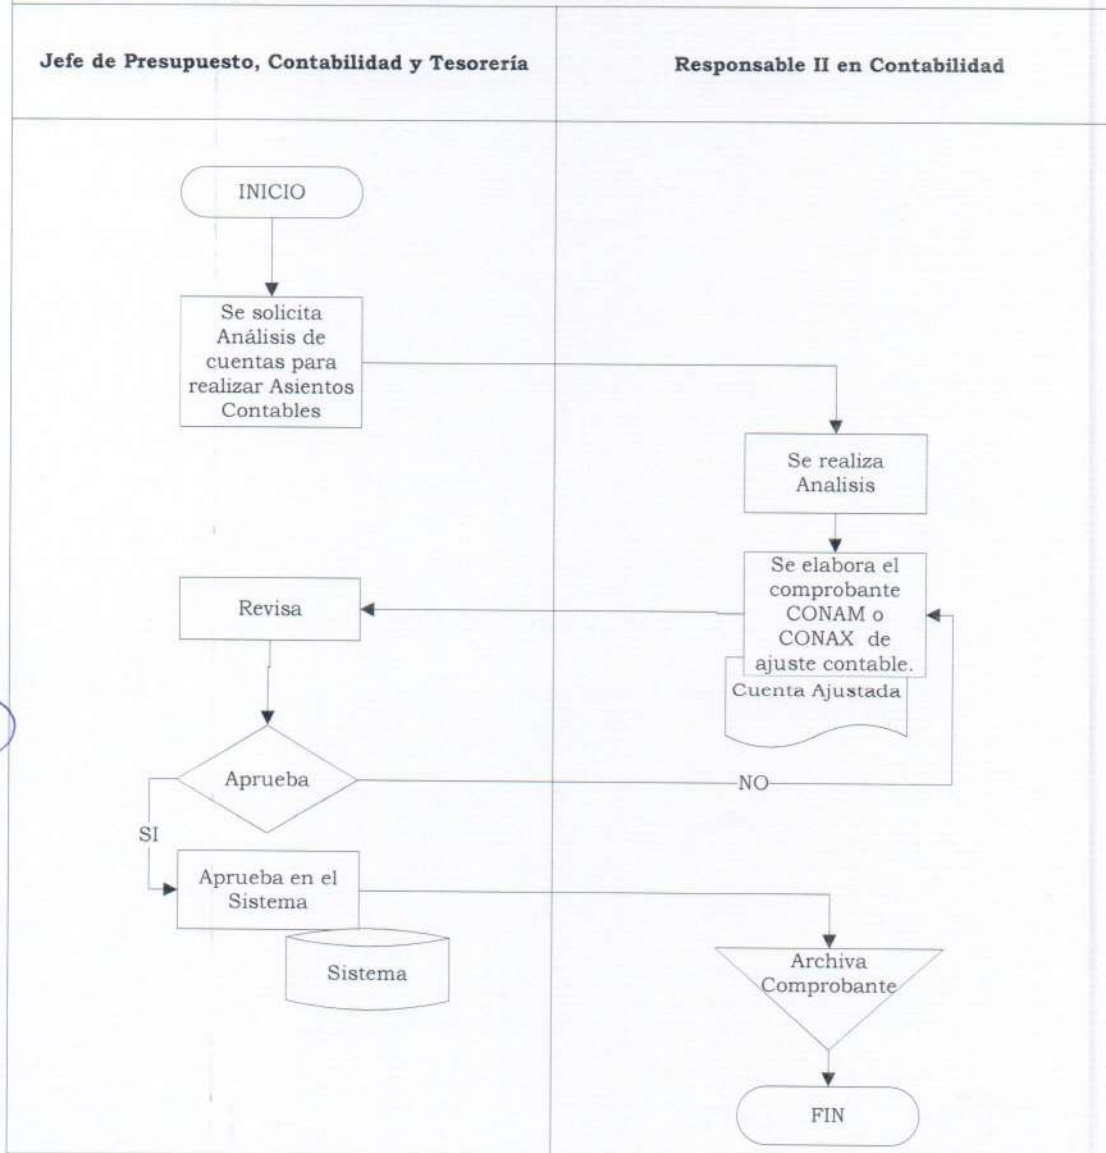 Jefe de Presupuesto, Contabilidad y Tesorería
Responsable II en Contabilidad
INICIO
Se solicita
Análisis de
cuentas para
realizar Asientos
Contables
Se realiza
Analisis
Se elabora el
comprobante
CONAM o
CONAX de
ajuste contable.
Cuenta Ajustada
Revisa
Aprueba
NO
SI
Aprueba en el
Sistema
Sistema
Archiva
Comprobante
FIN